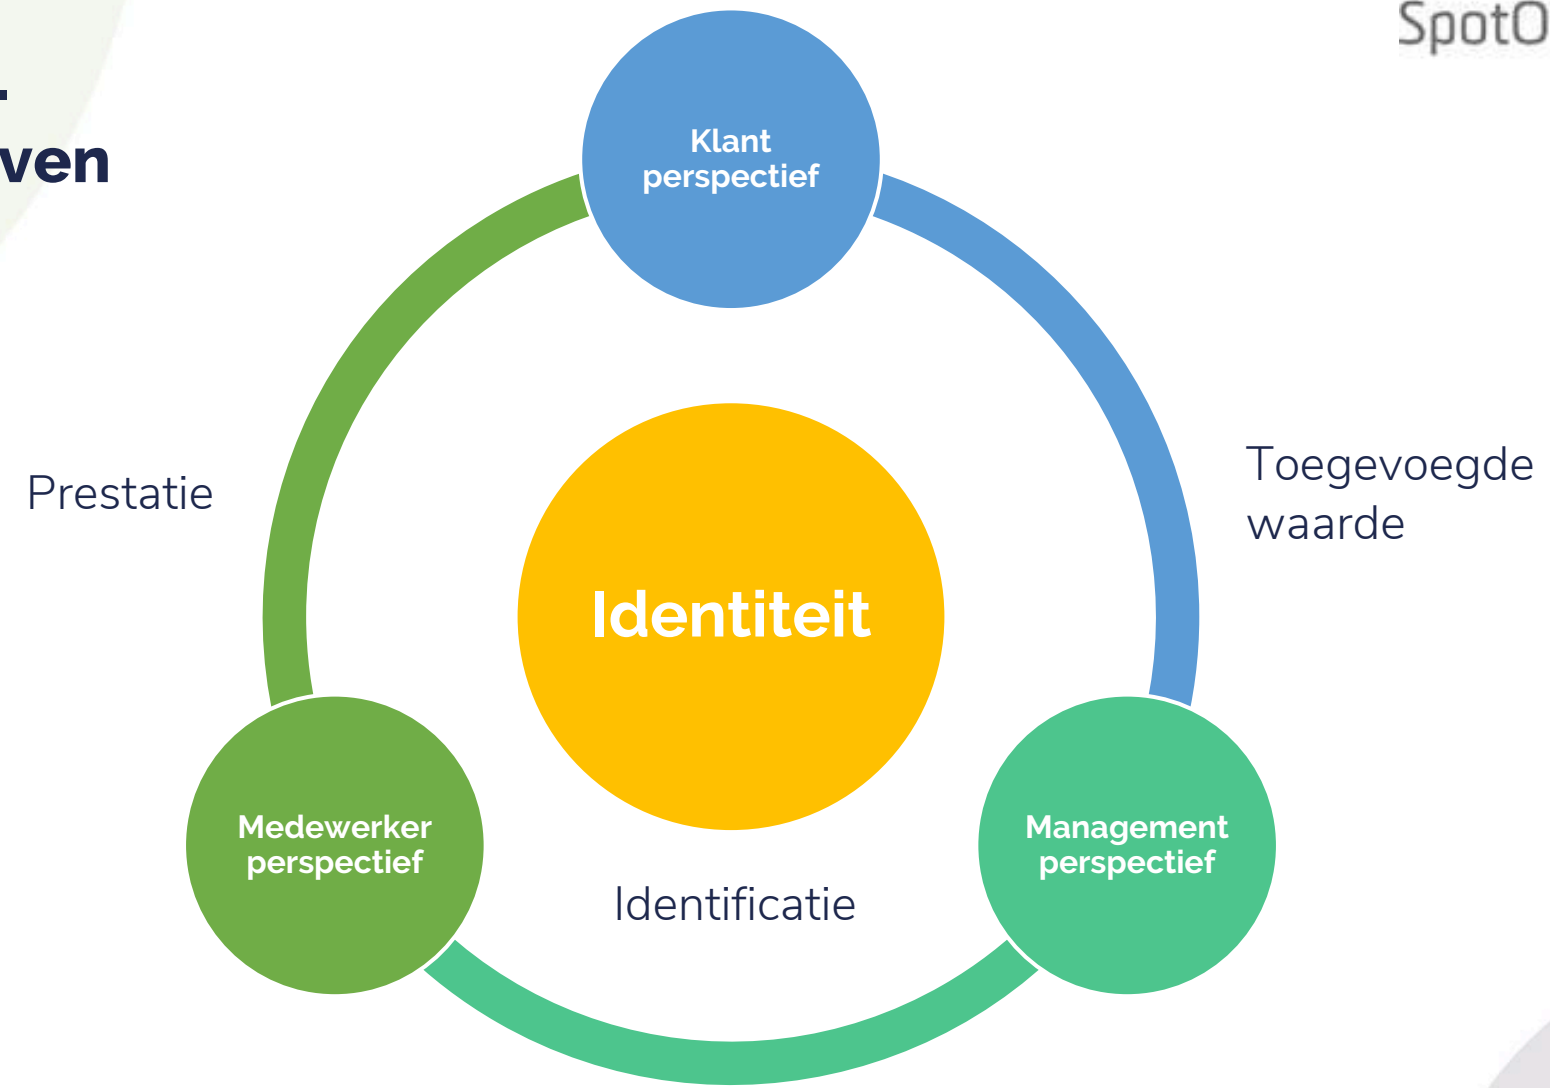 SpotO
-
ven
Klant
perspectief
Toegevoegde
waarde
Prestatie
Identiteit
Medewerker
perspectief
Management
perspectief
Identificatie